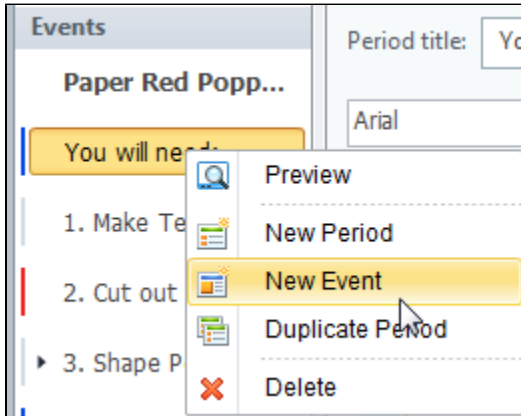 Events
Period title: Yo
Paper Red Popp...
Arial
You will need:
Preview
1. Make Te
New Period
New Event
2. Cut out
Duplicate Period
3. Shape P
Delete